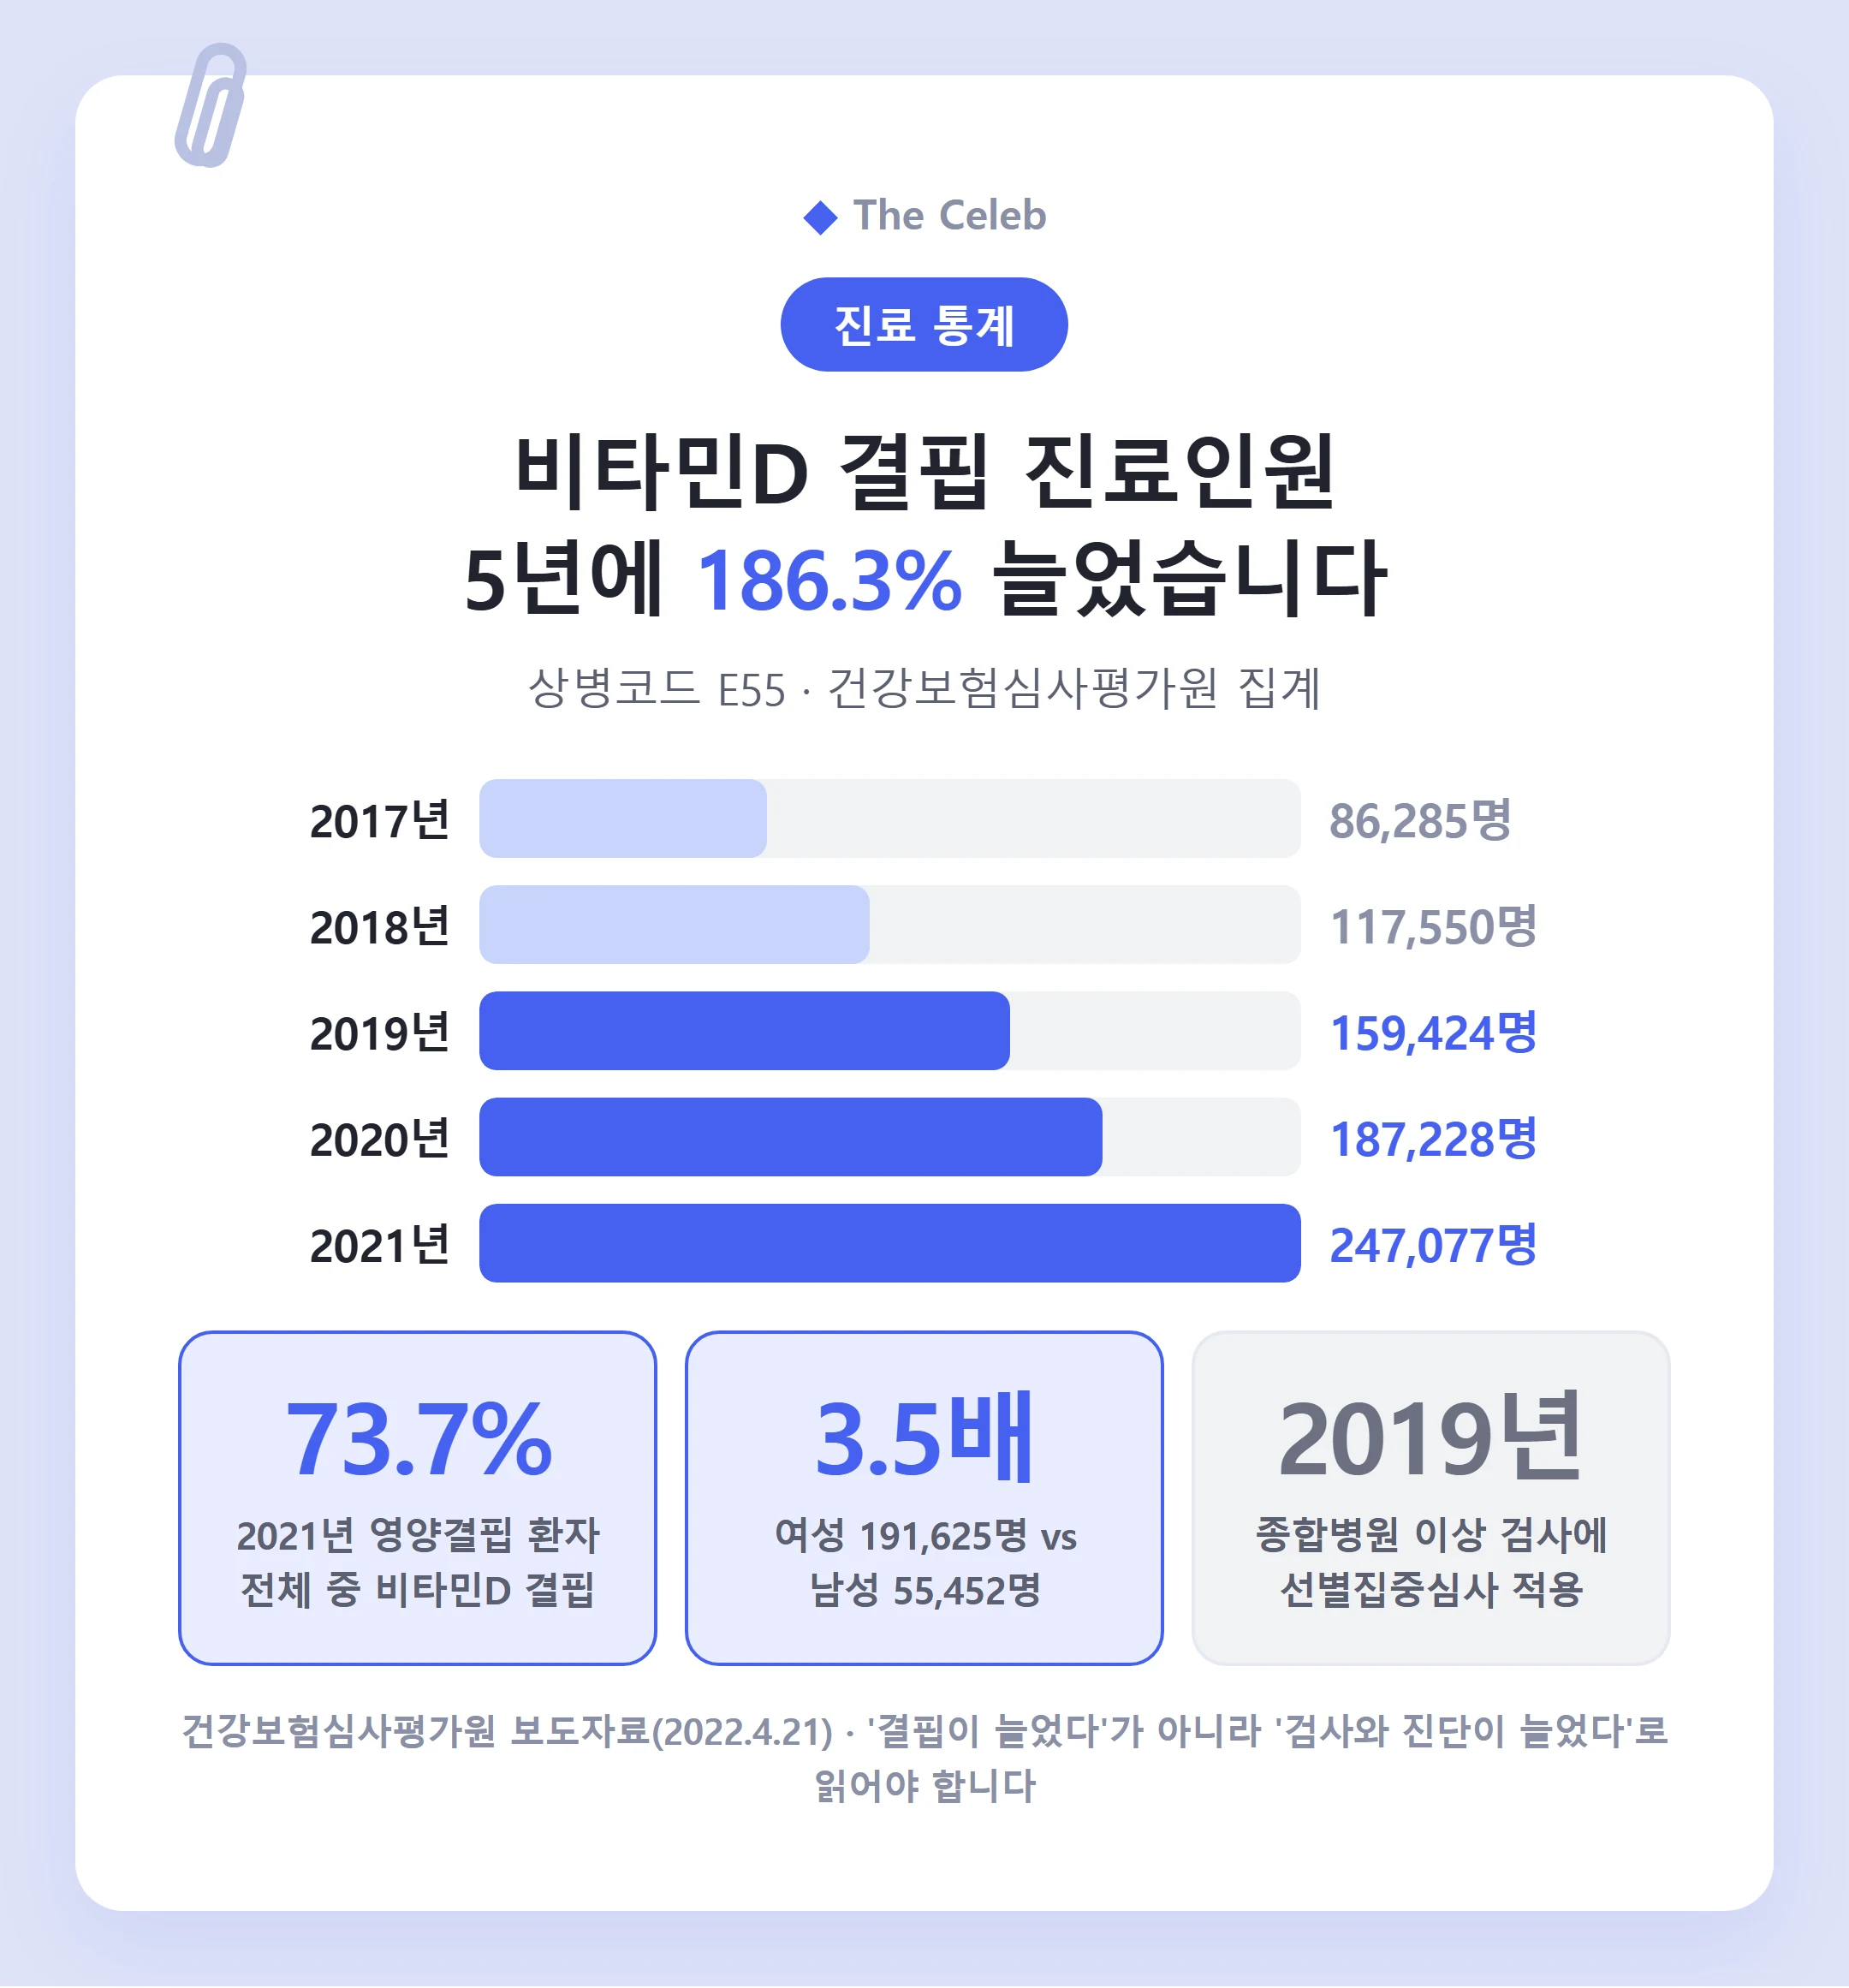 ◆ The Celeb
진료 통계
비타민D 결핍 진료인원
5년에 186.3% 늘었습니다
상병코드 E55 · 건강보험심사평가원 집계
2017년 86,285명
2018년 117,550명
2019년 159,424명
2020년 187,228명
2021년 247,077명
73.7%
2021년 영양결핍 환자
전체 중 비타민D 결핍
3.5배
여성 191,625명 vs
남성 55,452명
2019년
종합병원 이상 검사에
선별집중심사 적용
건강보험심사평가원 보도자료(2022.4.21) · '결핍이 늘었다'가 아니라 '검사와 진단이 늘었다'로
읽어야 합니다